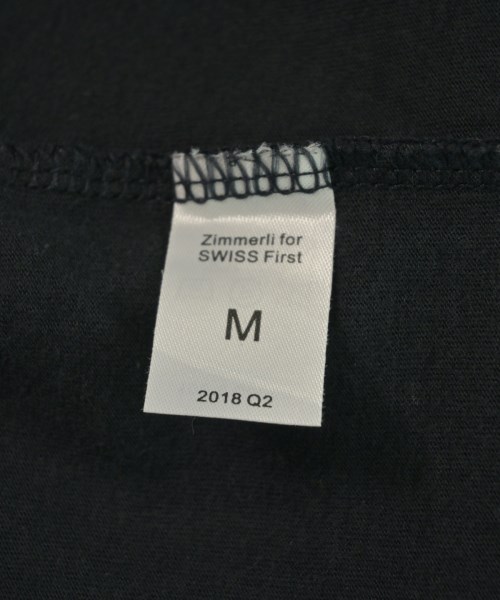 Zimmerli for
SWISS First
M
2018 Q2